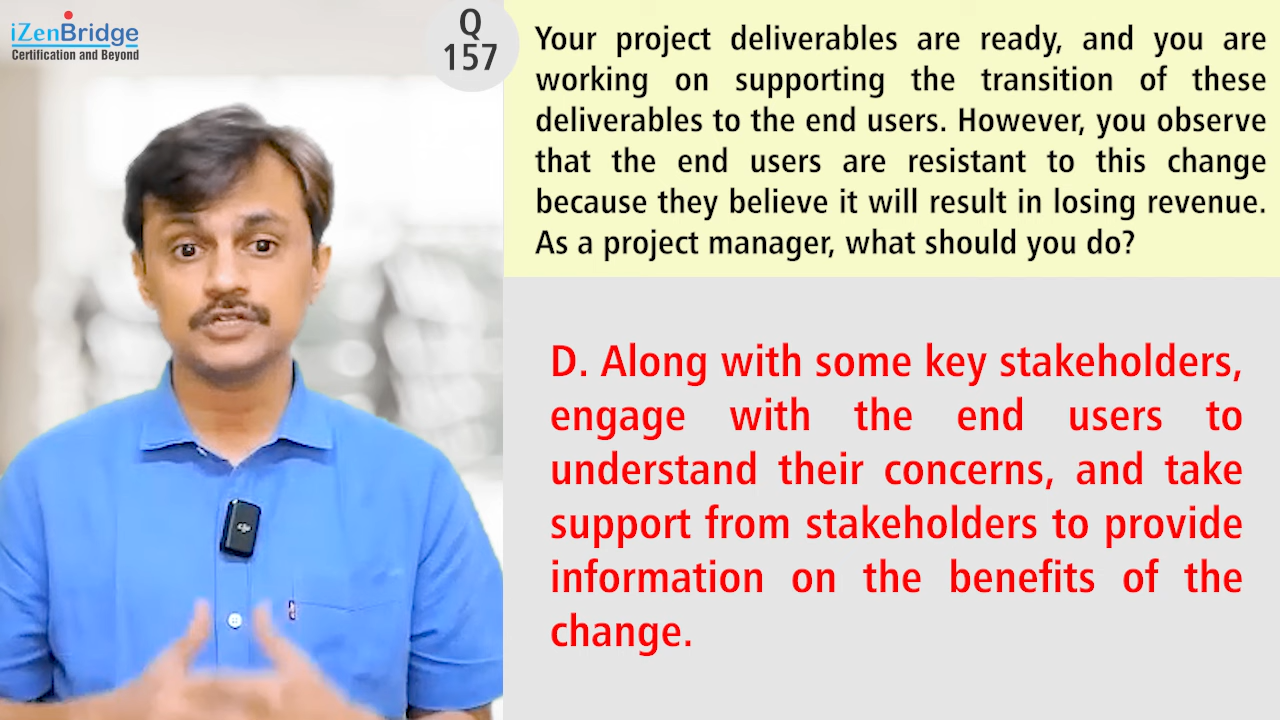 iZenBridge
Certification and Beyond
Q
157
Your project deliverables are ready, and you are
working on supporting the transition of these
deliverables to the end users. However, you observe
that the end users are resistant to this change
because they believe it will result in losing revenue.
As a project manager, what should you do?
D. Along with some key stakeholders,
engage with the end users to
understand their concerns, and take
support from stakeholders to provide
information on the benefits of the
change.